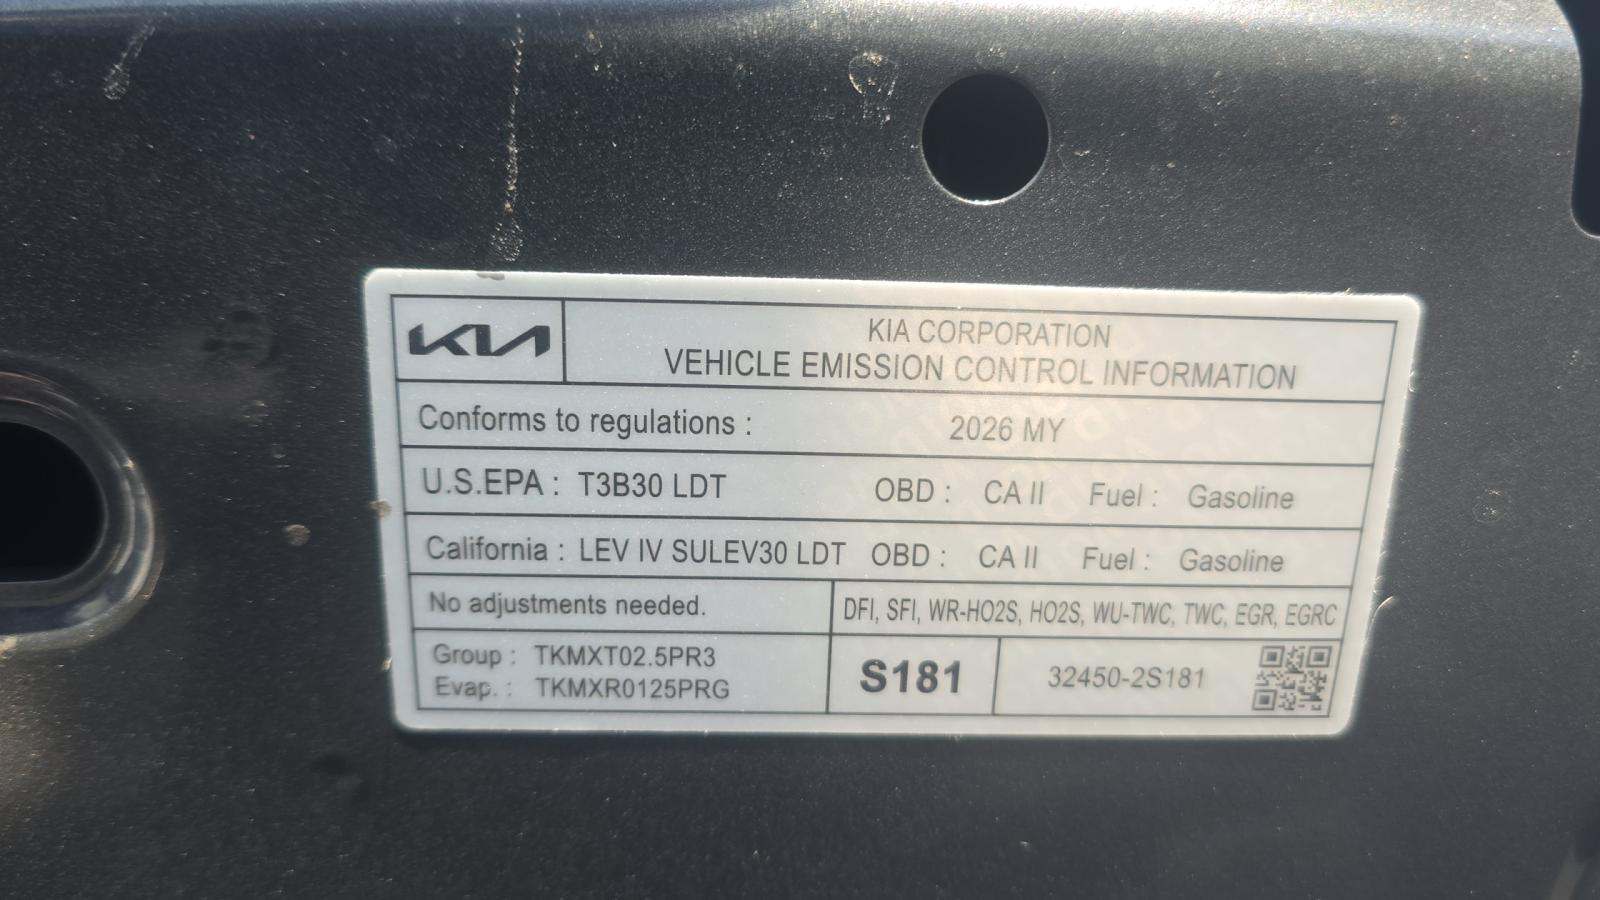 KIA
KIA CORPORATION
VEHICLE EMISSION CONTROL INFORMATION
Conforms to regulations : 2026 MY
U.S.EPA : T3B30 LDT OBD : CA II Fuel : Gasoline
California : LEV IV SULEV30 LDT OBD : CA II Fuel : Gasoline
No adjustments needed. DFI, SFI, WR-HO2S, HO2S, WU-TWC, TWC, EGR, EGRC
Group : TKMXT02.5PR3
Evap. : TKMXR0125PRG
S181
32450-2S181